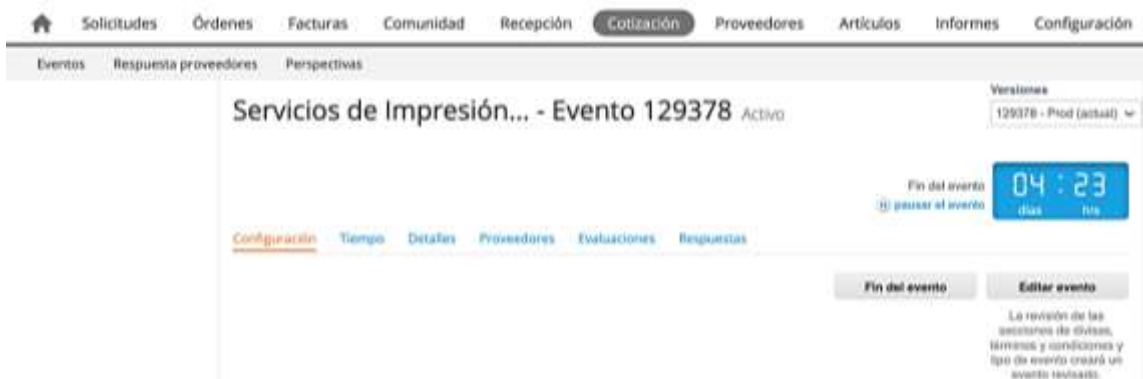 Solicitudes Órdenes Facturas Comunidad Recepción Cotización Proveedores Artículos Informes Configuración
Eventos Respuesta proveedores Perspectivas
Versiones
Servicios de Impresión... - Evento 129378 Activo
129378 - Prod (actual)
Fin del evento
pausar el evento
04 : 23
días hrs
Configuración Tiempo Detalles Proveedores Evaluaciones Respuestas
Fin del evento Editar evento
La revisión de las
secciones de divisas,
términos y condiciones y
tipo de evento creará un
evento revisado.